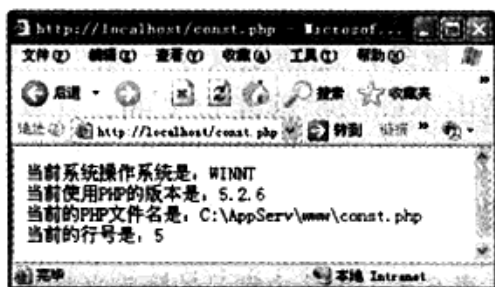 http://localhost/const.php - Microsof...
文件(F) 编辑(E) 查看(V) 收藏(A) 工具(T) 帮助(H)
后退 搜索 收藏夹 »
地址(D) http://localhost/const.php 转到 链接 »
当前系统操作系统是：WINNT
当前使用PHP的版本是：5.2.6
当前的PHP文件名是：C:\AppServ\www\const.php
当前的行号是：5
完毕 本地 Intranet